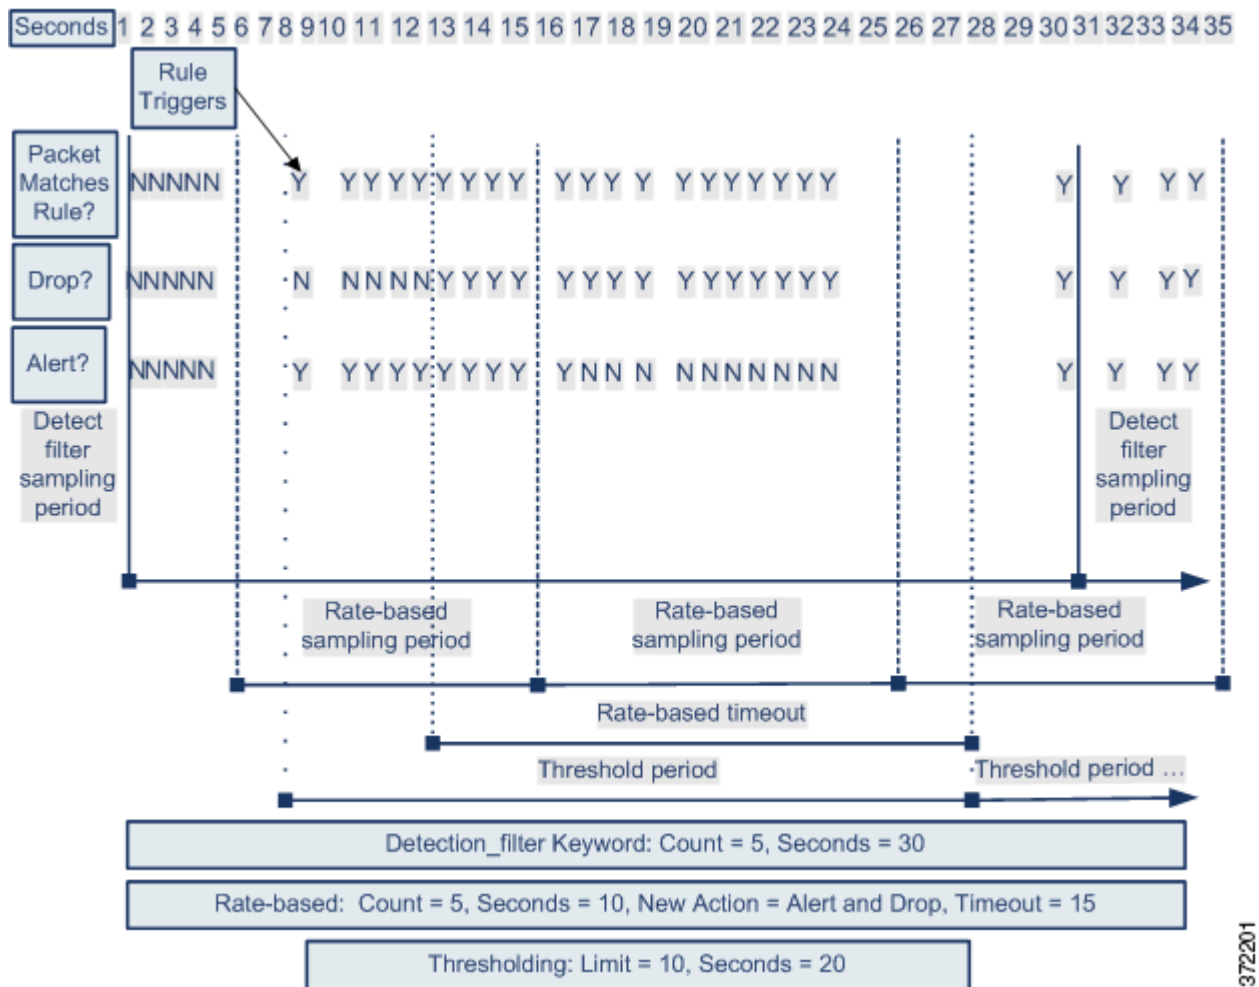 Seconds 1 2 3 4 5 6 7 8 9 10 11 12 13 14 15 16 17 18 19 20 21 22 23 24 25 26 27 28 29 30 31 32 33 34 35
Rule
Triggers
Packet
Matches
Rule?
NNNNN Y YYYYYYYY YYY Y YYYYYYY Y Y YY
Drop?
NNNNN N NNNNYYYY YYYY YYYYYYY Y Y YY
Alert?
NNNNN Y YYYYYYYY YNN N NNNNNNN Y Y YY
Detect
filter
sampling
period
Detect
filter
sampling
period
Rate-based
sampling period
Rate-based
sampling period
Rate-based
sampling period
Rate-based timeout
Threshold period
Threshold period ...
Detection_filter Keyword: Count = 5, Seconds = 30
Rate-based: Count = 5, Seconds = 10, New Action = Alert and Drop, Timeout = 15
Thresholding: Limit = 10, Seconds = 20
372201